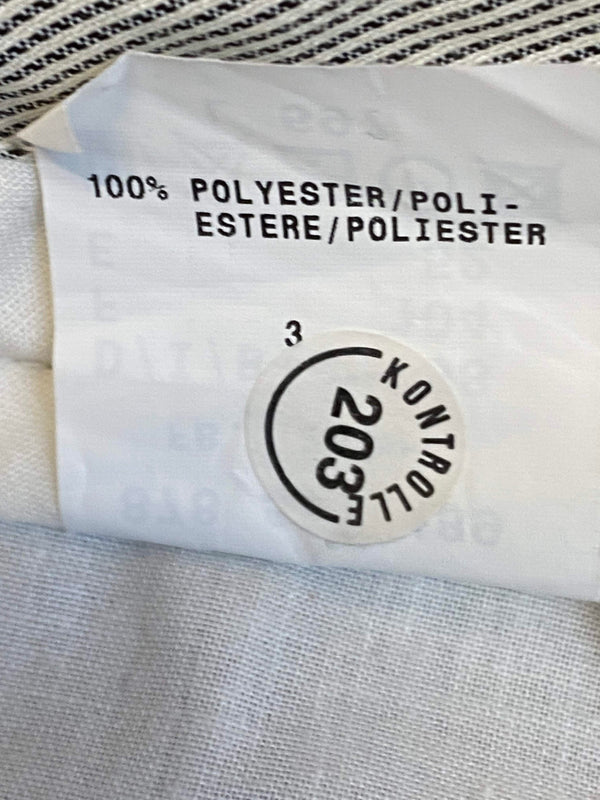 100% POLYESTER/POLI-
ESTERE/POLIESTER
3
KONTROLLE
203